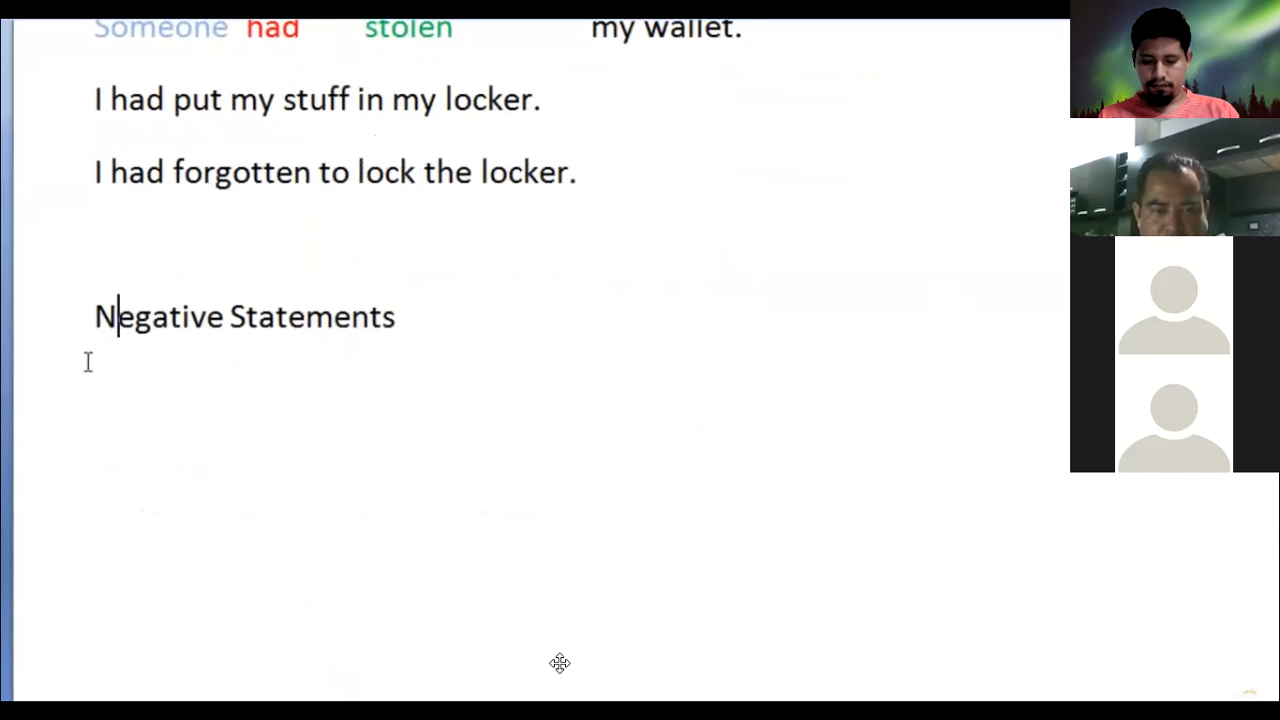 Someone had stolen my wallet.
I had put my stuff in my locker.
I had forgotten to lock the locker.
Negative Statements